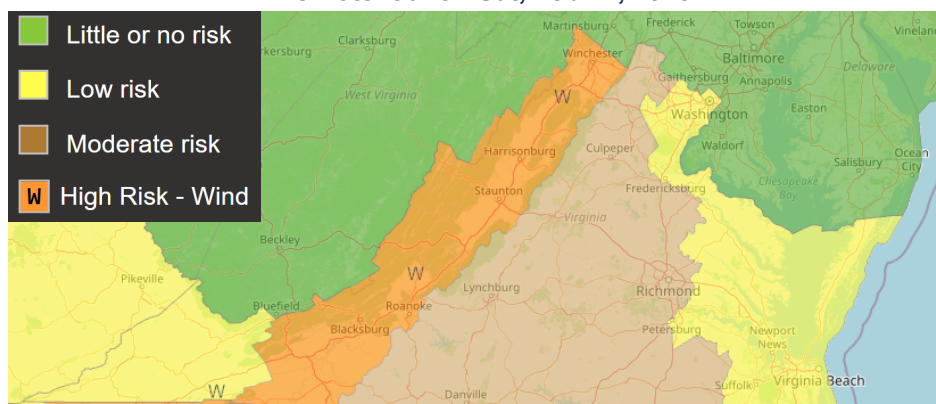 Little or no risk
Low risk
Moderate risk
W High Risk - Wind
Martinsburg
Frederick
Towson
Vineland
Clarksburg
Winchester
Baltimore
Gaithersburg
Annapolis
Delaware
West Virginia
W
Washington
Easton
Harrisonburg
Culpeper
Waldorf
Salisbury
Ocean
City
Staunton
Fredericksburg
Chesapeake
Bay
Virginia
Beckley
Pikeville
W
Lynchburg
Richmond
Bluefield
Roanoke
Blacksburg
Petersburg
Newport
News
W
Danville
Suffolk
Virginia Beach